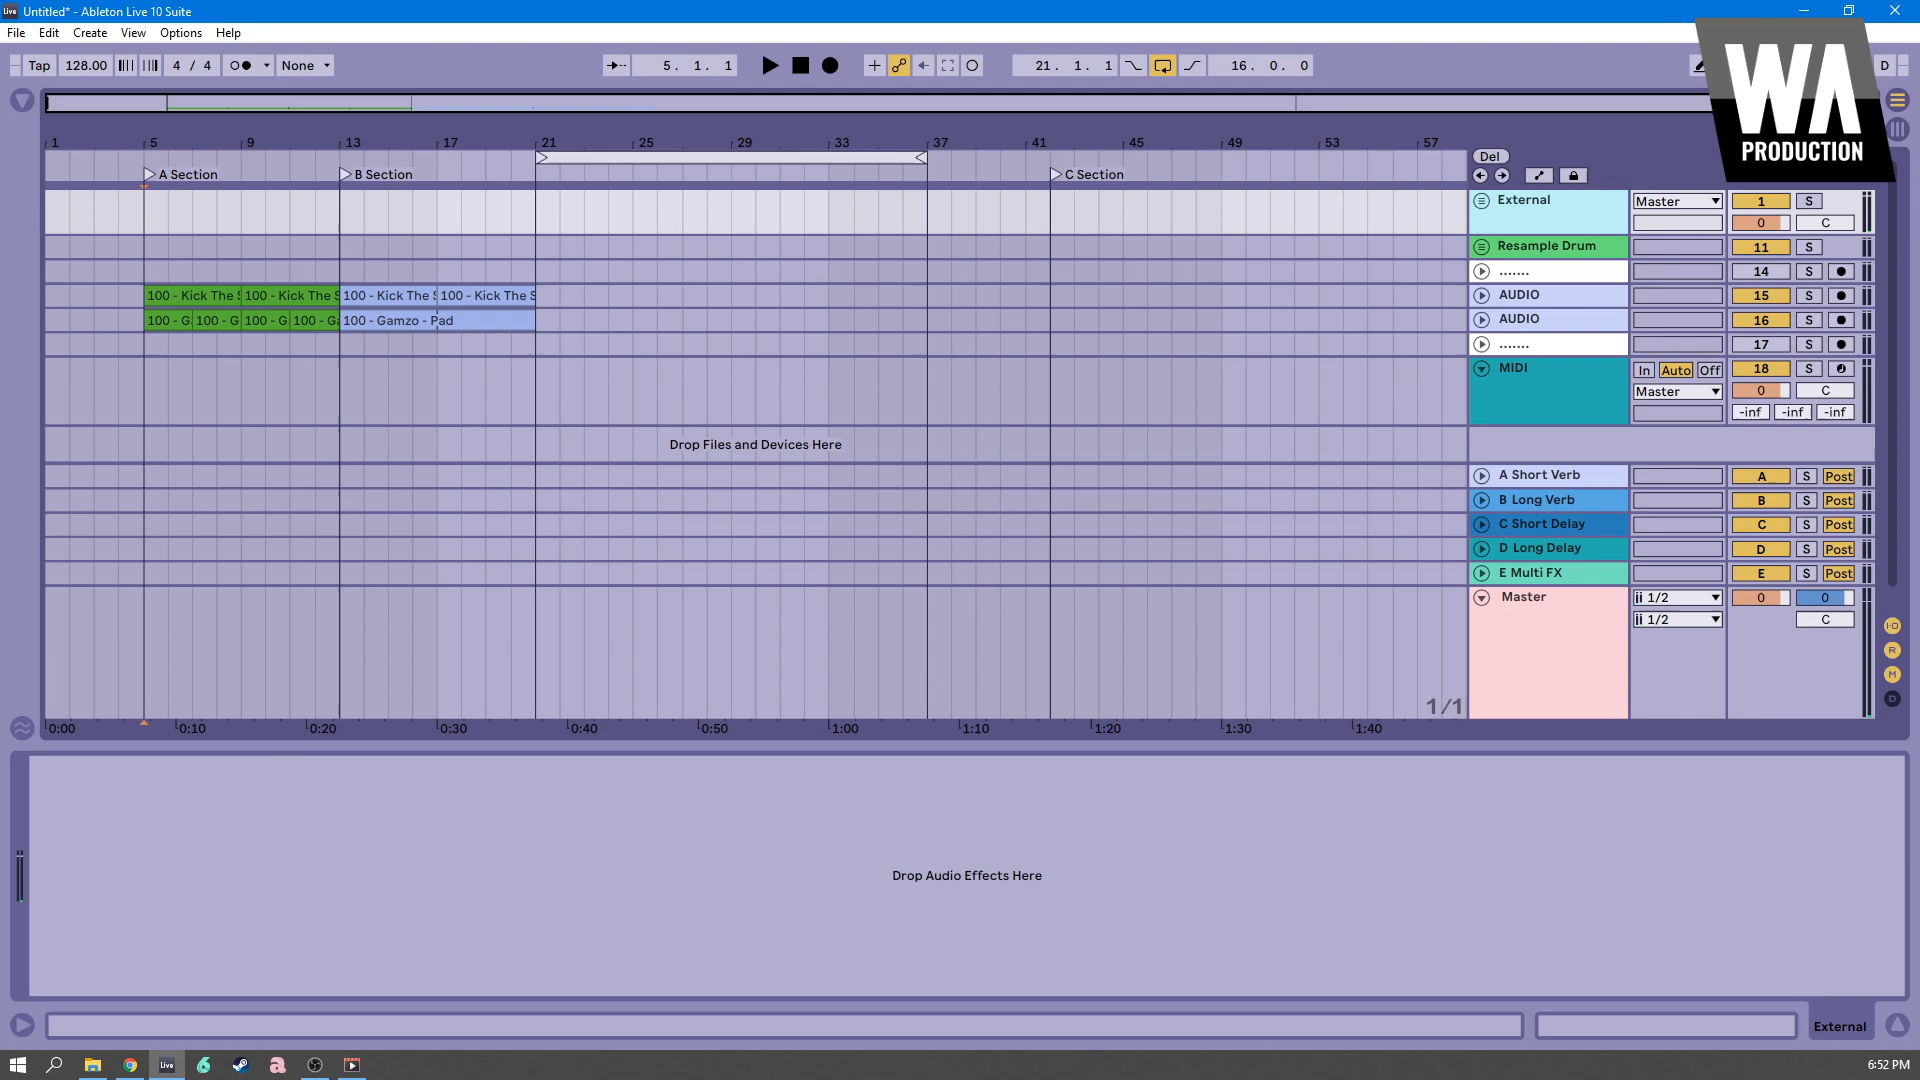 Untitled* - Ableton Live 10 Suite
File Edit Create View Options Help
Tap 128.00 4 / 4 None 5. 1. 1 21. 1. 1 16. 0. 0 D
WA
PRODUCTION
1 5 9 13 17 21 25 29 33 37 41 45 49 53 57
Del
A Section B Section C Section
External Master 1 S
0 C
Resample Drum 11 S
....... 14 S
100 - Kick The S 100 - Kick The S 100 - Kick The S 100 - Kick The S AUDIO 15 S
100 - G 100 - G 100 - G 100 - Ga 100 - Gamzo - Pad AUDIO 16 S
....... 17 S
MIDI In Auto Off 18 S
Master 0 C
-inf -inf -inf
Drop Files and Devices Here
A Short Verb A S Post
B Long Verb B S Post
C Short Delay C S Post
D Long Delay D S Post
E Multi FX E S Post
Master 1/2 0 0
1/2 C
I·O
R
M
D
1/1
0:00 0:10 0:20 0:30 0:40 0:50 1:00 1:10 1:20 1:30 1:40
Drop Audio Effects Here
External
Live 6:52 PM